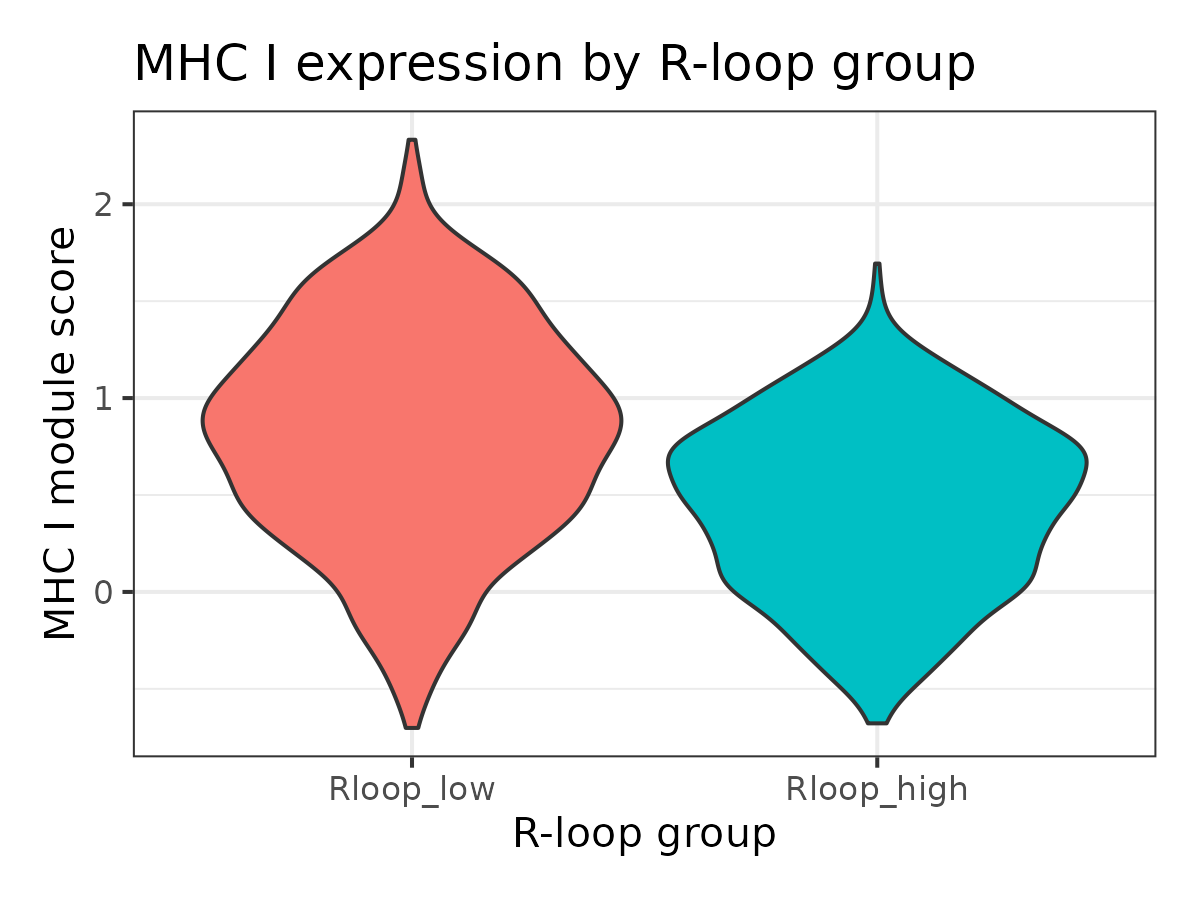 MHC I expression by R-loop group
MHC I module score
2
1
0
Rloop_low
Rloop_high
R-loop group